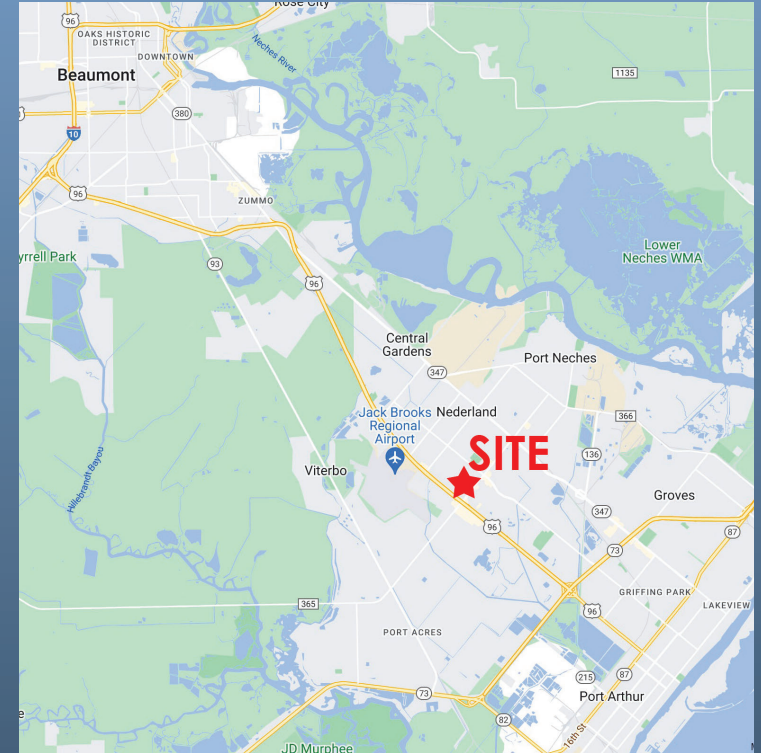 Rose City
96
OAKS HISTORIC
DISTRICT
DOWNTOWN
Neches River
Beaumont
1135
380
10
96
ZUMMO
yrrell Park
93
96
Lower
Neches WMA
Central
Gardens
347
Port Neches
Jack Brooks
Regional
Airport
Nederland
366
SITE
136
Viterbo
Hillebrandt Bayou
Groves
347
96
87
73
GRIFFING PARK
365
96
LAKEVIEW
PORT ACRES
215
87
73
Port Arthur
82
16th St
e
JD Murphee